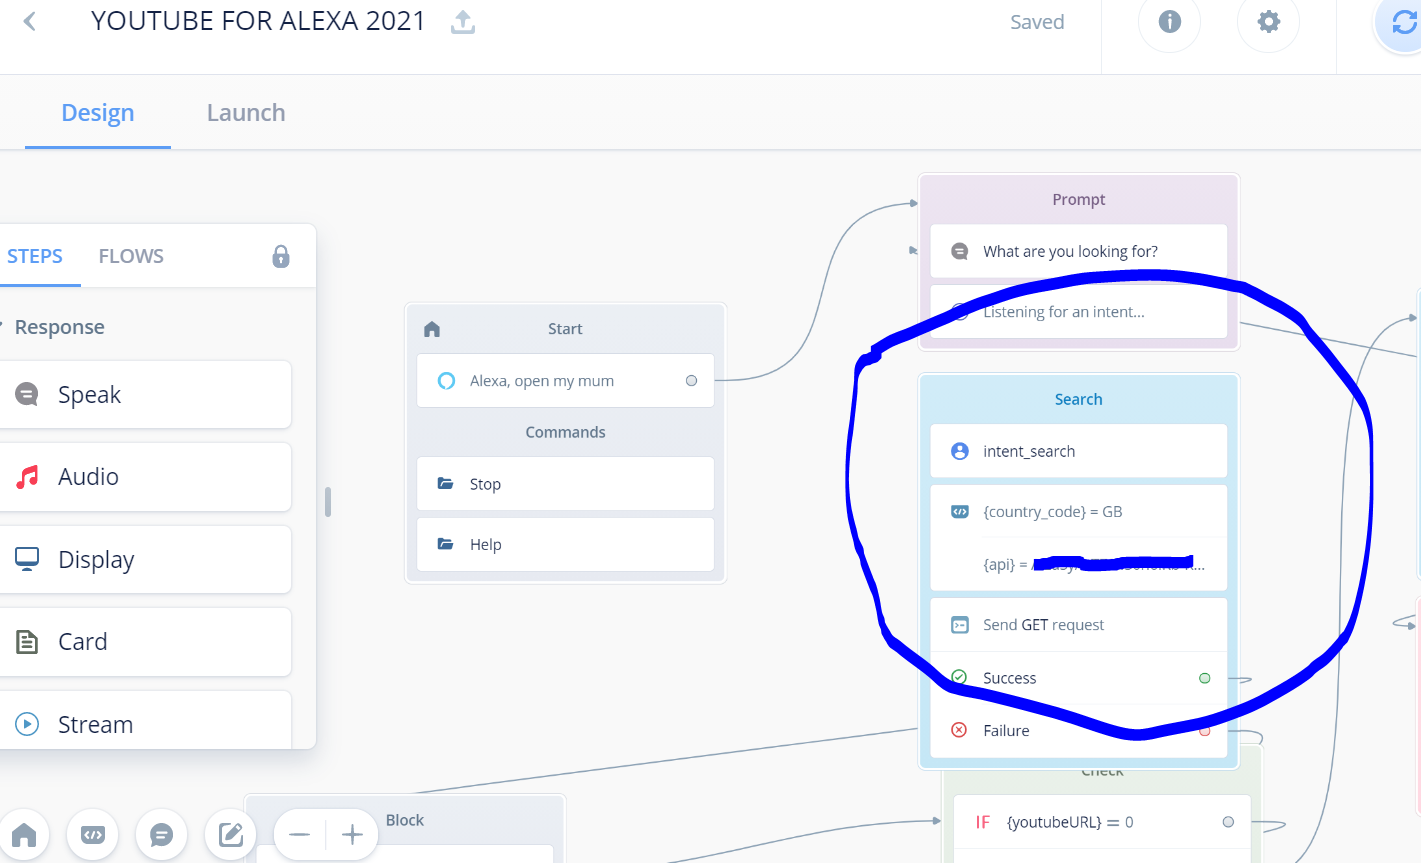 YOUTUBE FOR ALEXA 2021
Saved
Design
Launch
STEPS
FLOWS
Response
Speak
Audio
Display
Card
Stream
Start
Alexa, open my mum
Commands
Stop
Help
Prompt
What are you looking for?
Listening for an intent...
Search
intent_search
{country_code} = GB
{api} =
Send GET request
Success
Failure
Check
IF {youtubeURL} = 0
Block